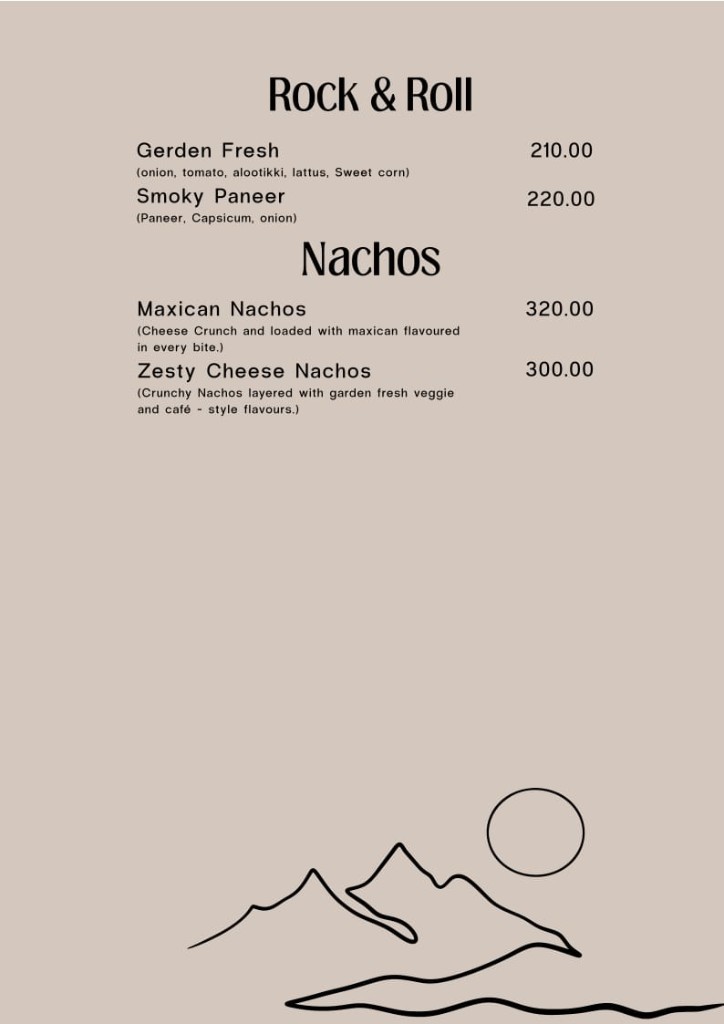 Rock & Roll
Gerden Fresh 210.00
(onion, tomato, alootikki, lattus, Sweet corn)
Smoky Paneer 220.00
(Paneer, Capsicum, onion)
Nachos
Maxican Nachos 320.00
(Cheese Crunch and loaded with maxican flavoured
in every bite.)
Zesty Cheese Nachos 300.00
(Crunchy Nachos layered with garden fresh veggie
and café - style flavours.)